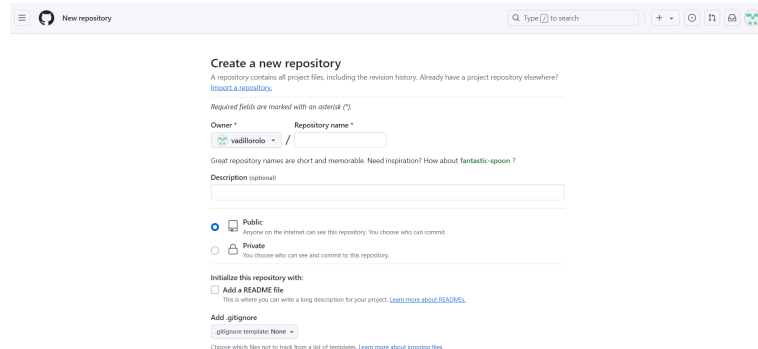 New repository
Type / to search
Create a new repository
A repository contains all project files, including the revision history. Already have a project repository elsewhere?
Import a repository.
Required fields are marked with an asterisk (*).
Owner * Repository name *
vadillorolo /
Great repository names are short and memorable. Need inspiration? How about fantastic-spoon ?
Description (optional)
Public
Anyone on the internet can see this repository. You choose who can commit.
Private
You choose who can see and commit to this repository.
Initialize this repository with:
Add a README file
This is where you can write a long description for your project. Learn more about READMEs.
Add .gitignore
.gitignore template: None
Choose which files not to track from a list of templates. Learn more about ignoring files.